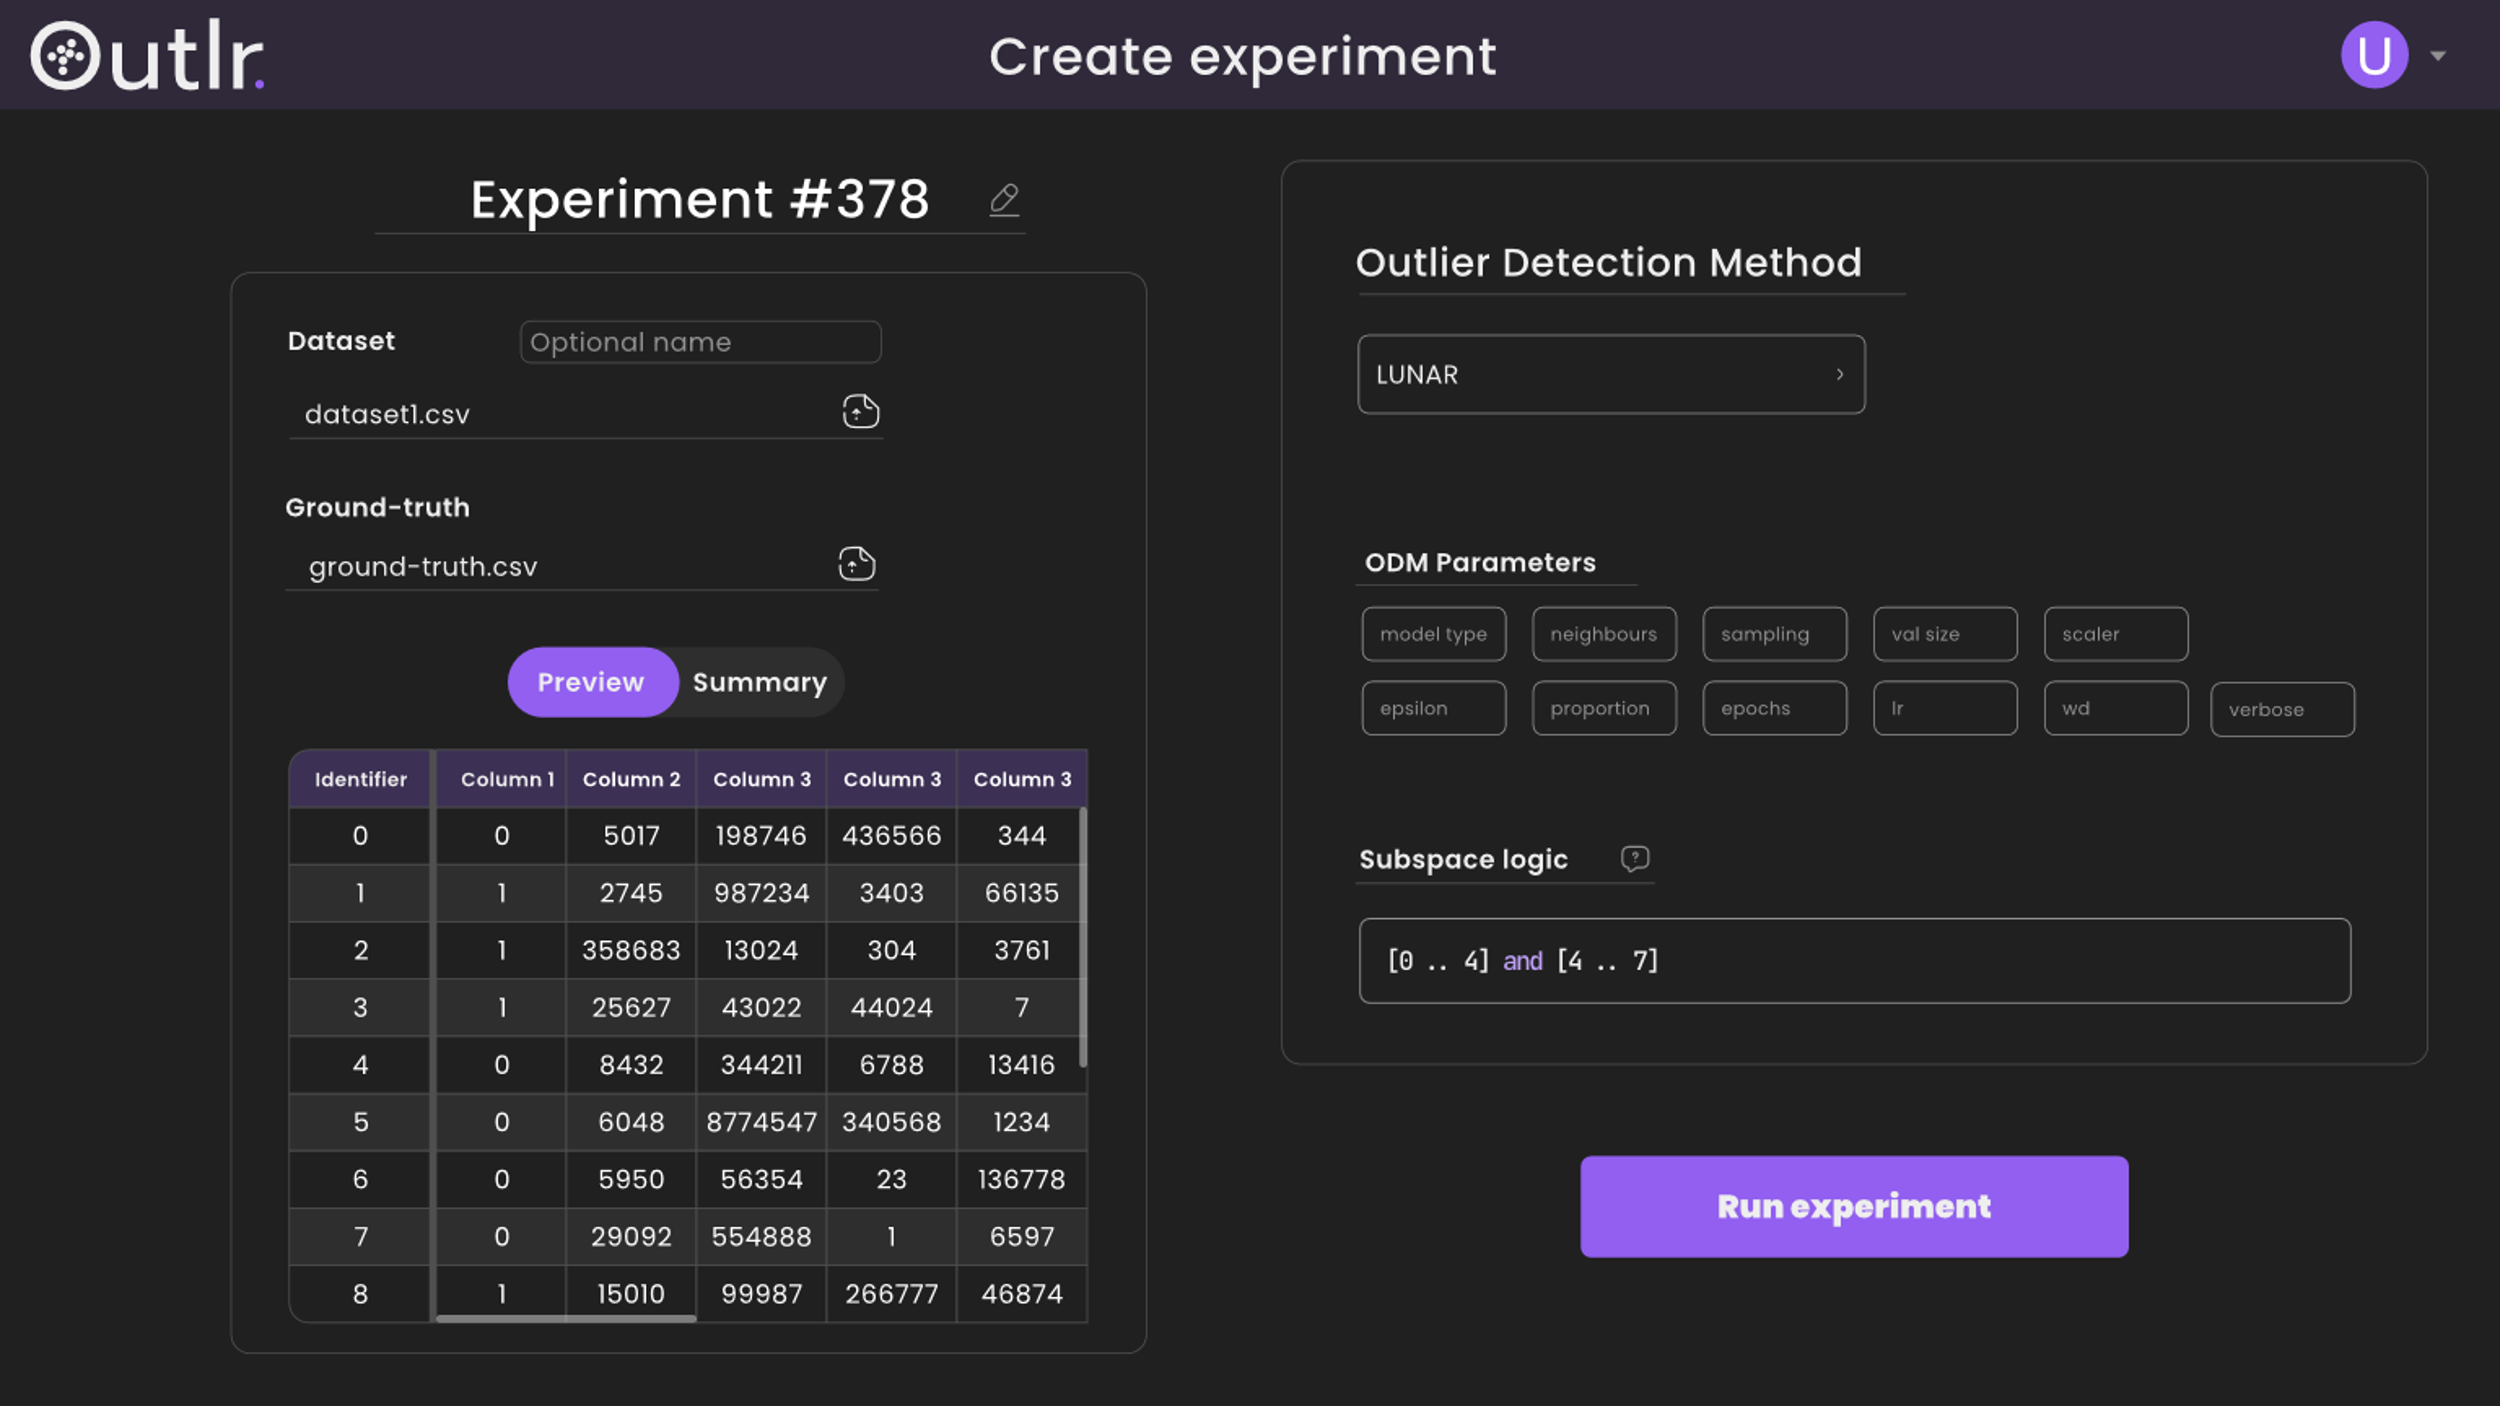 Outlr.
Create experiment
U
Experiment #378
Dataset
Optional name
dataset1.csv
Ground-truth
ground-truth.csv
Preview Summary
Identifier Column 1 Column 2 Column 3 Column 3 Column 3
0 0 5017 198746 436566 344
1 1 2745 987234 3403 66135
2 1 358683 13024 304 3761
3 1 25627 43022 44024 7
4 0 8432 344211 6788 13416
5 0 6048 8774547 340568 1234
6 0 5950 56354 23 136778
7 0 29092 554888 1 6597
8 1 15010 99987 266777 46874
Outlier Detection Method
LUNAR
ODM Parameters
model type neighbours sampling val size scaler
epsilon proportion epochs lr wd verbose
Subspace logic ?
[0 .. 4] and [4 .. 7]
Run experiment